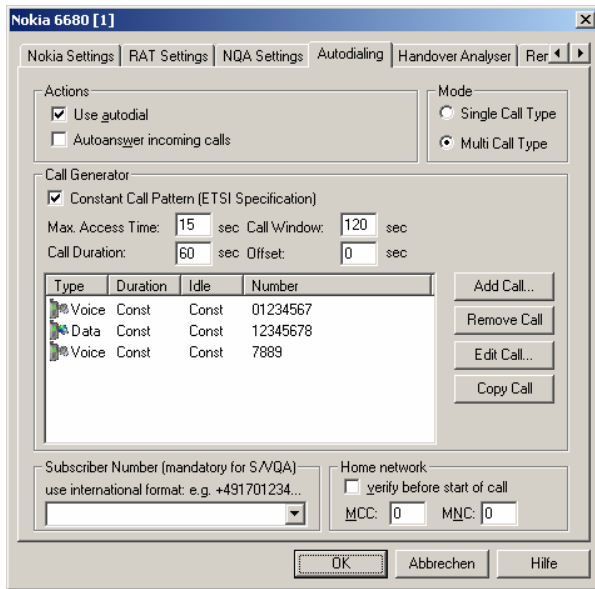 Nokia 6680 [1]
Nokia Settings RAT Settings NQA Settings Autodialing Handover Analyser Rer
Actions
Use autodial
Autoanswer incoming calls
Mode
Single Call Type
Multi Call Type
Call Generator
Constant Call Pattern (ETSI Specification)
Max. Access Time: 15 sec Call Window: 120 sec
Call Duration: 60 sec Offset: 0 sec
Type Duration Idle Number
Voice Const Const 01234567
Data Const Const 12345678
Voice Const Const 7889
Add Call...
Remove Call
Edit Call...
Copy Call
Subscriber Number (mandatory for S/VQA)
use international format: e.g. +491701234...
Home network
verify before start of call
MCC: 0 MNC: 0
OK Abbrechen Hilfe